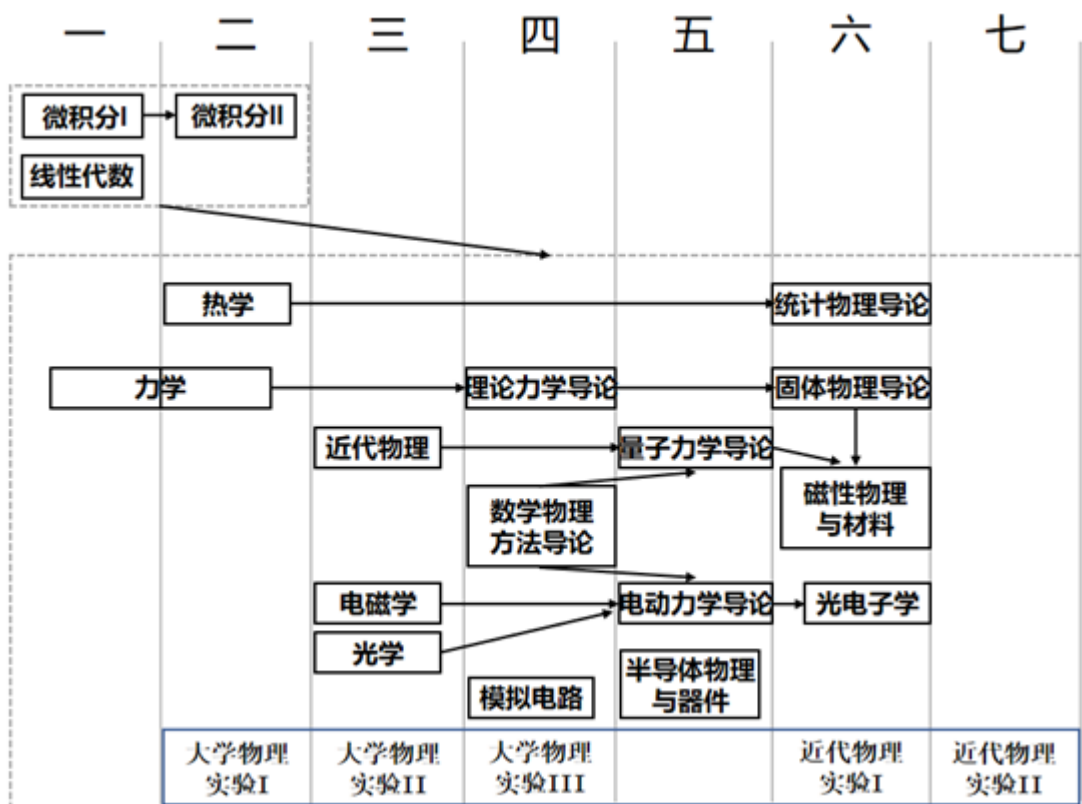 一 二 三 四 五 六 七
微积分I 微积分II
线性代数
热学 统计物理导论
力学 理论力学导论 固体物理导论
近代物理 量子力学导论
数学物理
方法导论
磁性物理
与材料
电磁学 电动力学导论 光电子学
光学
模拟电路
半导体物理
与器件
大学物理
实验I
大学物理
实验II
大学物理
实验III
近代物理
实验I
近代物理
实验II